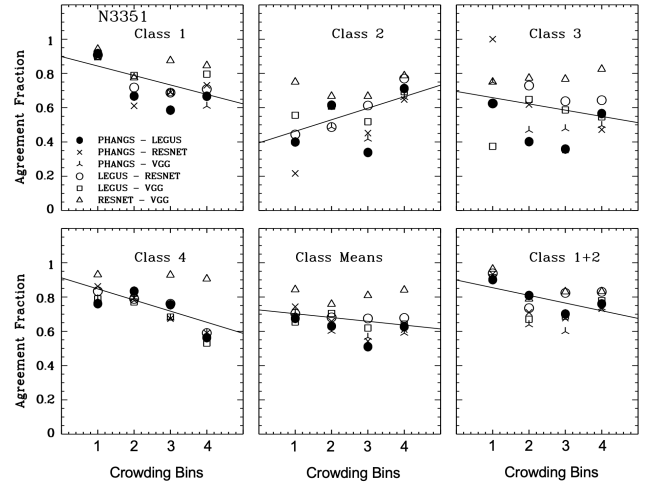 N3351
Class 1
Class 2
Class 3
Agreement Fraction
1
0.8
0.6
0.4
0.2
0
PHANGS - LEGUS
PHANGS - RESNET
PHANGS - VGG
LEGUS - RESNET
LEGUS - VGG
RESNET - VGG
Class 4
Class Means
Class 1+2
Agreement Fraction
1
0.8
0.6
0.4
0.2
0
1 2 3 4
1 2 3 4
1 2 3 4
Crowding Bins
Crowding Bins
Crowding Bins